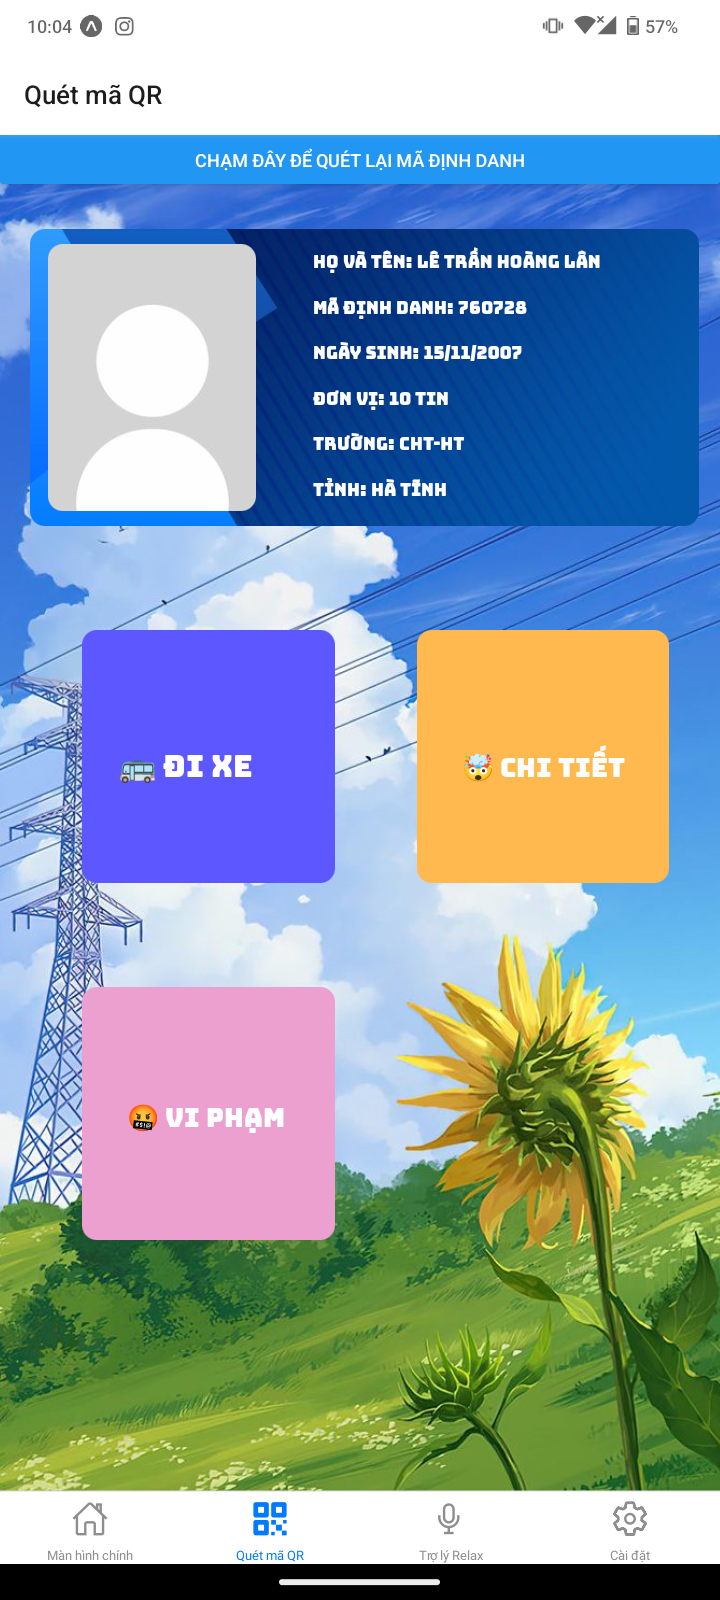 10:04
57%
Quét mã QR
CHẠM ĐÂY ĐỂ QUÉT LẠI MÃ ĐỊNH DANH
HỌ VÀ TÊN: LÊ TRẦN HOÀNG LÂN
MÃ ĐỊNH DANH: 760728
NGÀY SINH: 15/11/2007
ĐƠN VỊ: 10 TIN
TRƯỜNG: CHT-HT
TỈNH: HÀ TĨNH
ĐI XE
CHI TIẾT
VI PHẠM
Màn hình chính
Quét mã QR
Trợ lý Relax
Cài đặt